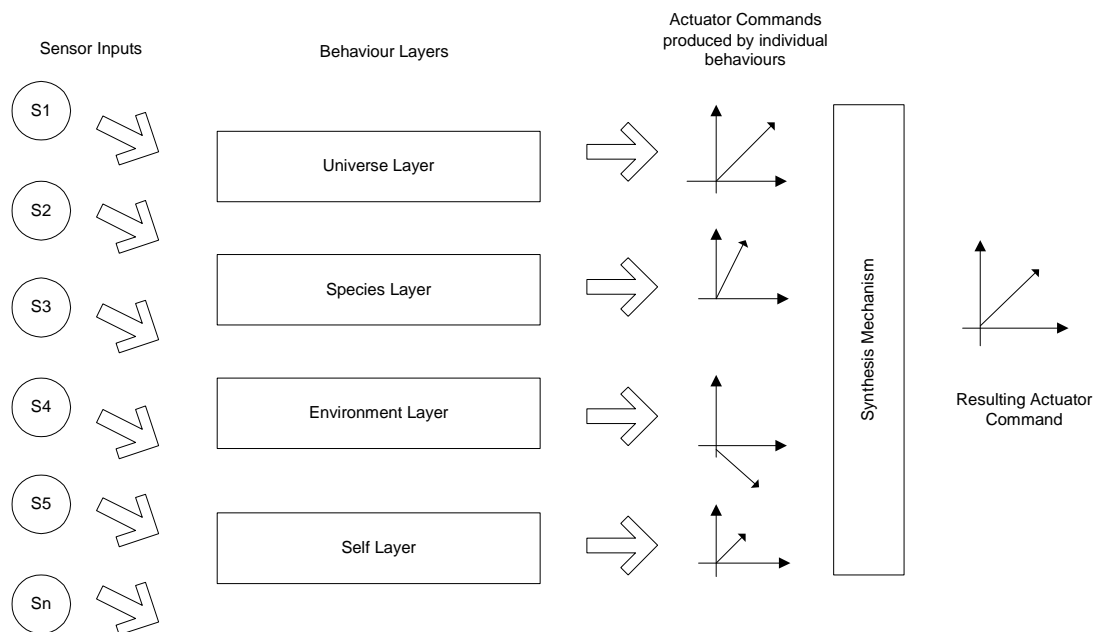 Sensor Inputs
Behaviour Layers
Actuator Commands
produced by individual
behaviours
S1
S2
S3
S4
S5
Sn
Universe Layer
Species Layer
Environment Layer
Self Layer
Synthesis Mechanism
Resulting Actuator
Command